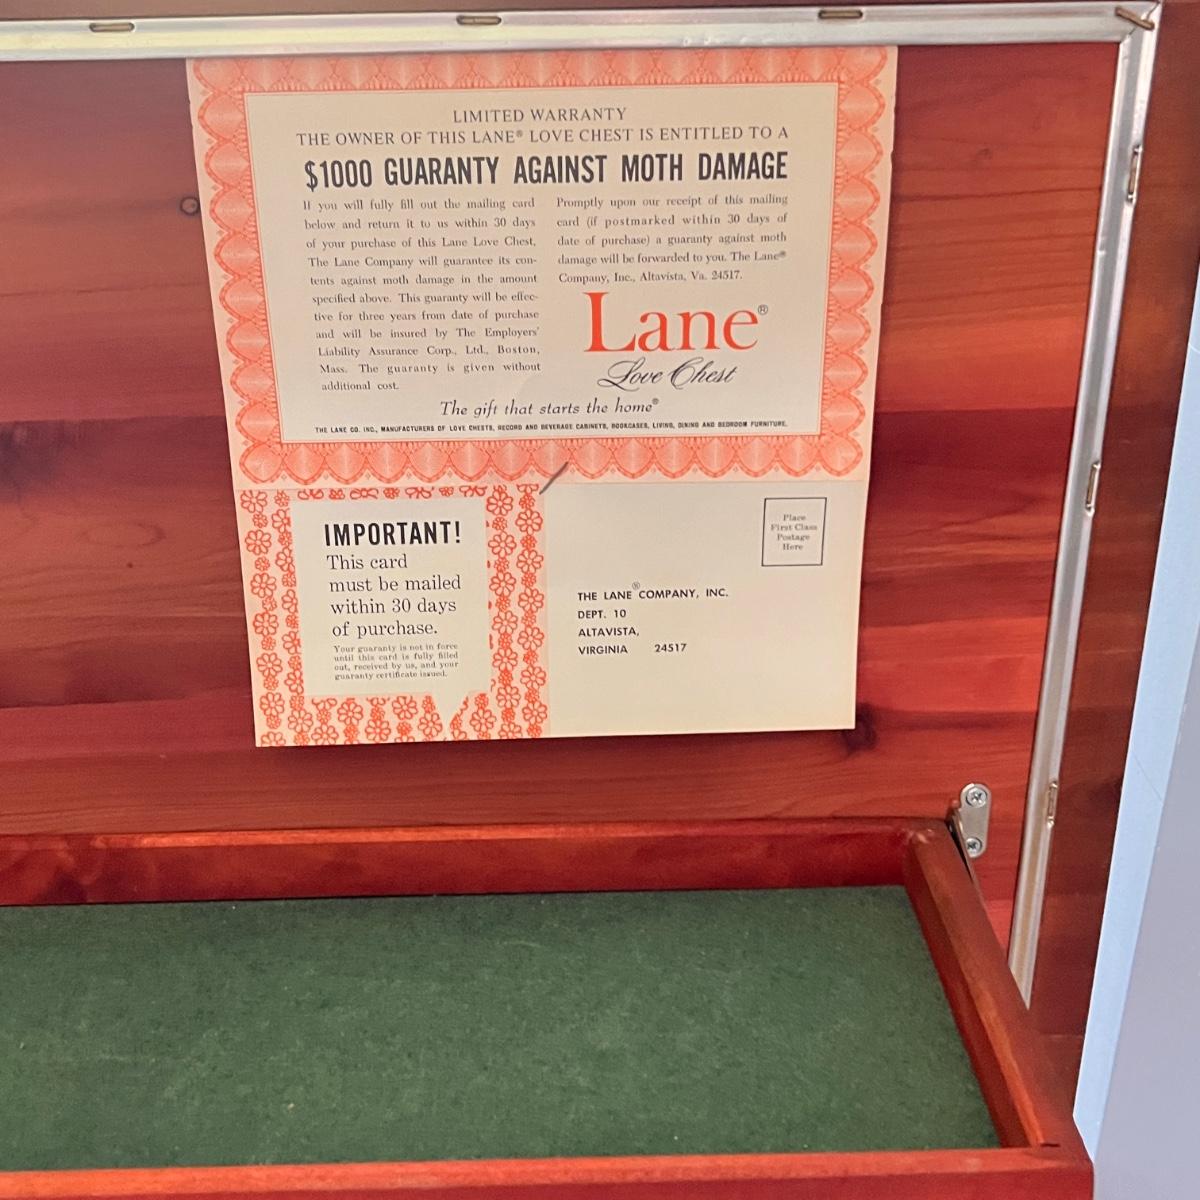 LIMITED WARRANTY
THE OWNER OF THIS LANE® LOVE CHEST IS ENTITLED TO A
$1000 GUARANTY AGAINST MOTH DAMAGE
If you will fully fill out the mailing card
below and return it to us within 30 days
of your purchase of this Lane Love Chest,
The Lane Company will guarantee its con-
tents against moth damage in the amount
specified above. This guaranty will be effec-
tive for three years from date of purchase
and will be insured by The Employers'
Liability Assurance Corp., Ltd., Boston,
Mass. The guaranty is given without
additional cost.
Promptly upon our receipt of this mailing
card (if postmarked within 30 days of
date of purchase) a guaranty against moth
damage will be forwarded to you. The Lane®
Company, Inc., Altavista, Va. 24517.
Lane®
Love Chest
The gift that starts the home®
THE LANE CO. INC., MANUFACTURERS OF LOVE CHESTS, RECORD AND BEVERAGE CABINETS, BOOKCASES, LIVING, DINING AND BEDROOM FURNITURE.
IMPORTANT!
This card
must be mailed
within 30 days
of purchase.
Your guaranty is not in force
until this card is fully filled
out, received by us, and your
guaranty certificate issued.
Place
First Class
Postage
Here
THE LANE® COMPANY, INC.
DEPT. 10
ALTAVISTA,
VIRGINIA 24517